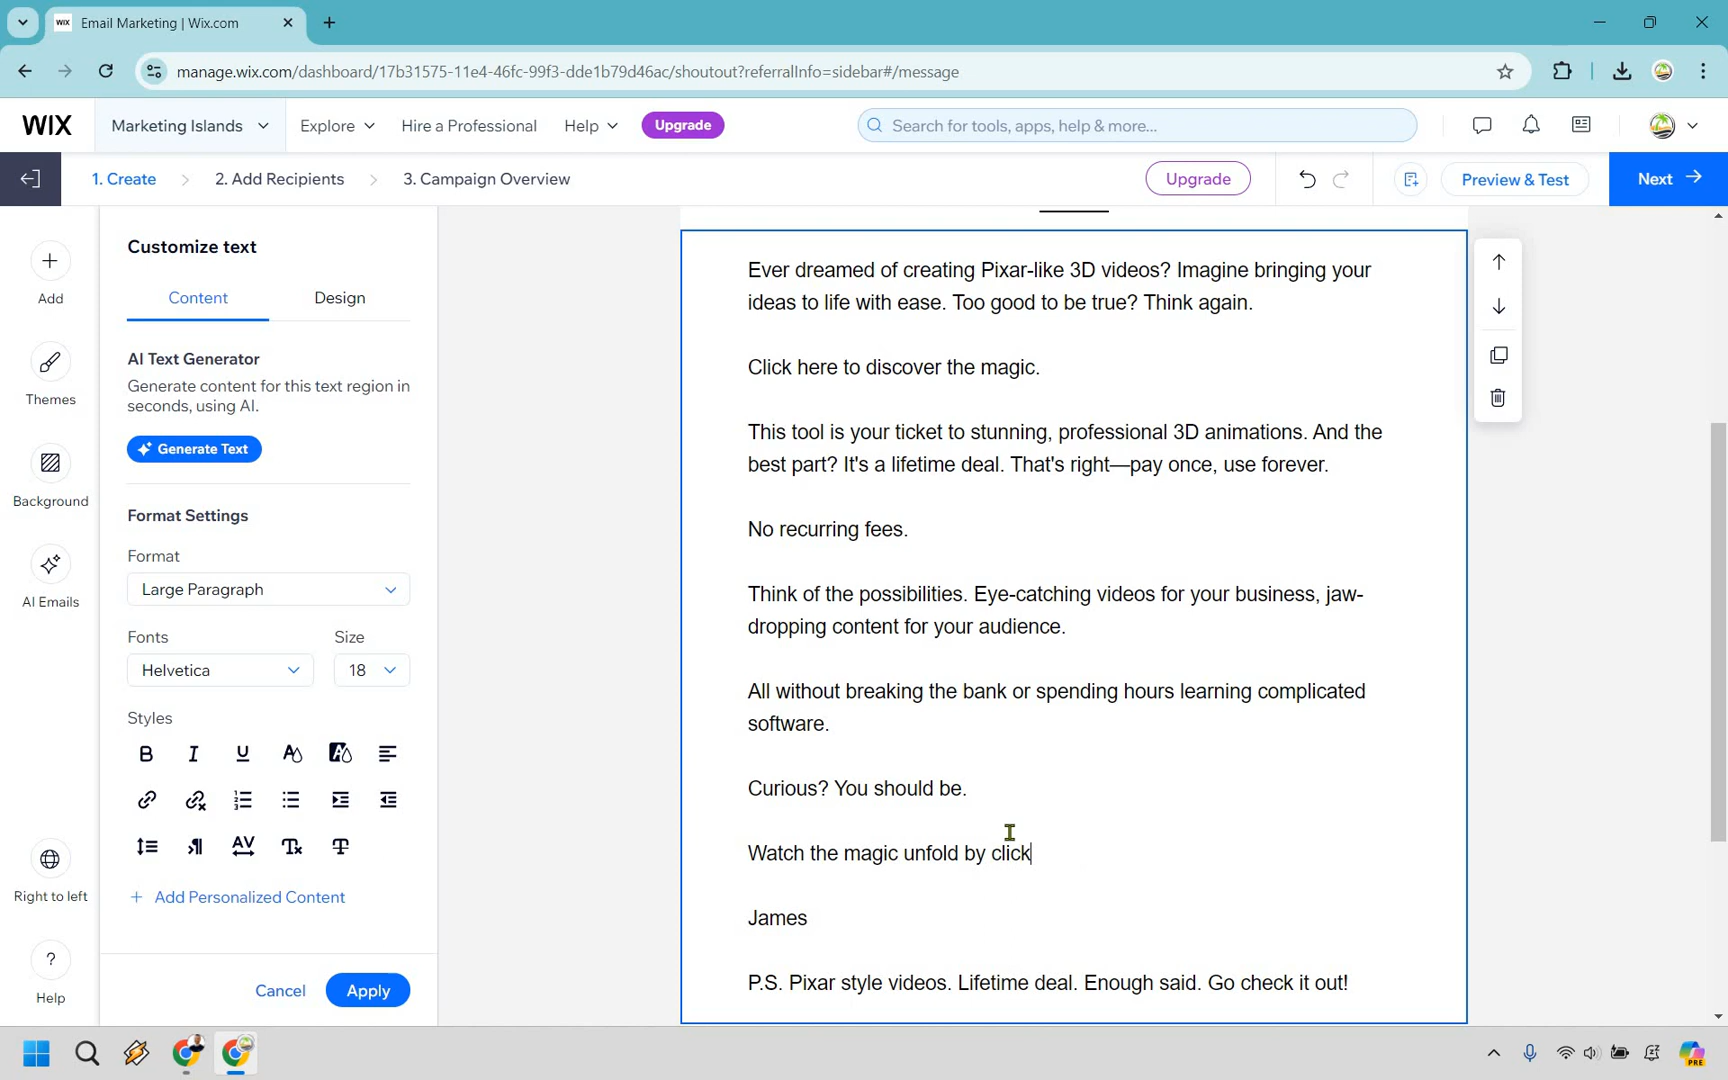 WIX Email Marketing | Wix.com
manage.wix.com/dashboard/17b31575-11e4-46fc-99f3-dde1b79d46ac/shoutout?referralInfo=sidebar#/message
WIX Marketing Islands Explore Hire a Professional Help Upgrade Search for tools, apps, help & more...
1. Create 2. Add Recipients 3. Campaign Overview Upgrade Preview & Test Next
Add
Themes
Background
AI Emails
Right to left
?
Help
Customize text
Content Design
AI Text Generator
Generate content for this text region in
seconds, using AI.
Generate Text
Format Settings
Format
Large Paragraph
Fonts Size
Helvetica 18
Styles
Add Personalized Content
Cancel Apply
Ever dreamed of creating Pixar-like 3D videos? Imagine bringing your
ideas to life with ease. Too good to be true? Think again.
Click here to discover the magic.
This tool is your ticket to stunning, professional 3D animations. And the
best part? It's a lifetime deal. That's right—pay once, use forever.
No recurring fees.
Think of the possibilities. Eye-catching videos for your business, jaw-
dropping content for your audience.
All without breaking the bank or spending hours learning complicated
software.
Curious? You should be.
Watch the magic unfold by click
James
P.S. Pixar style videos. Lifetime deal. Enough said. Go check it out!
PRE